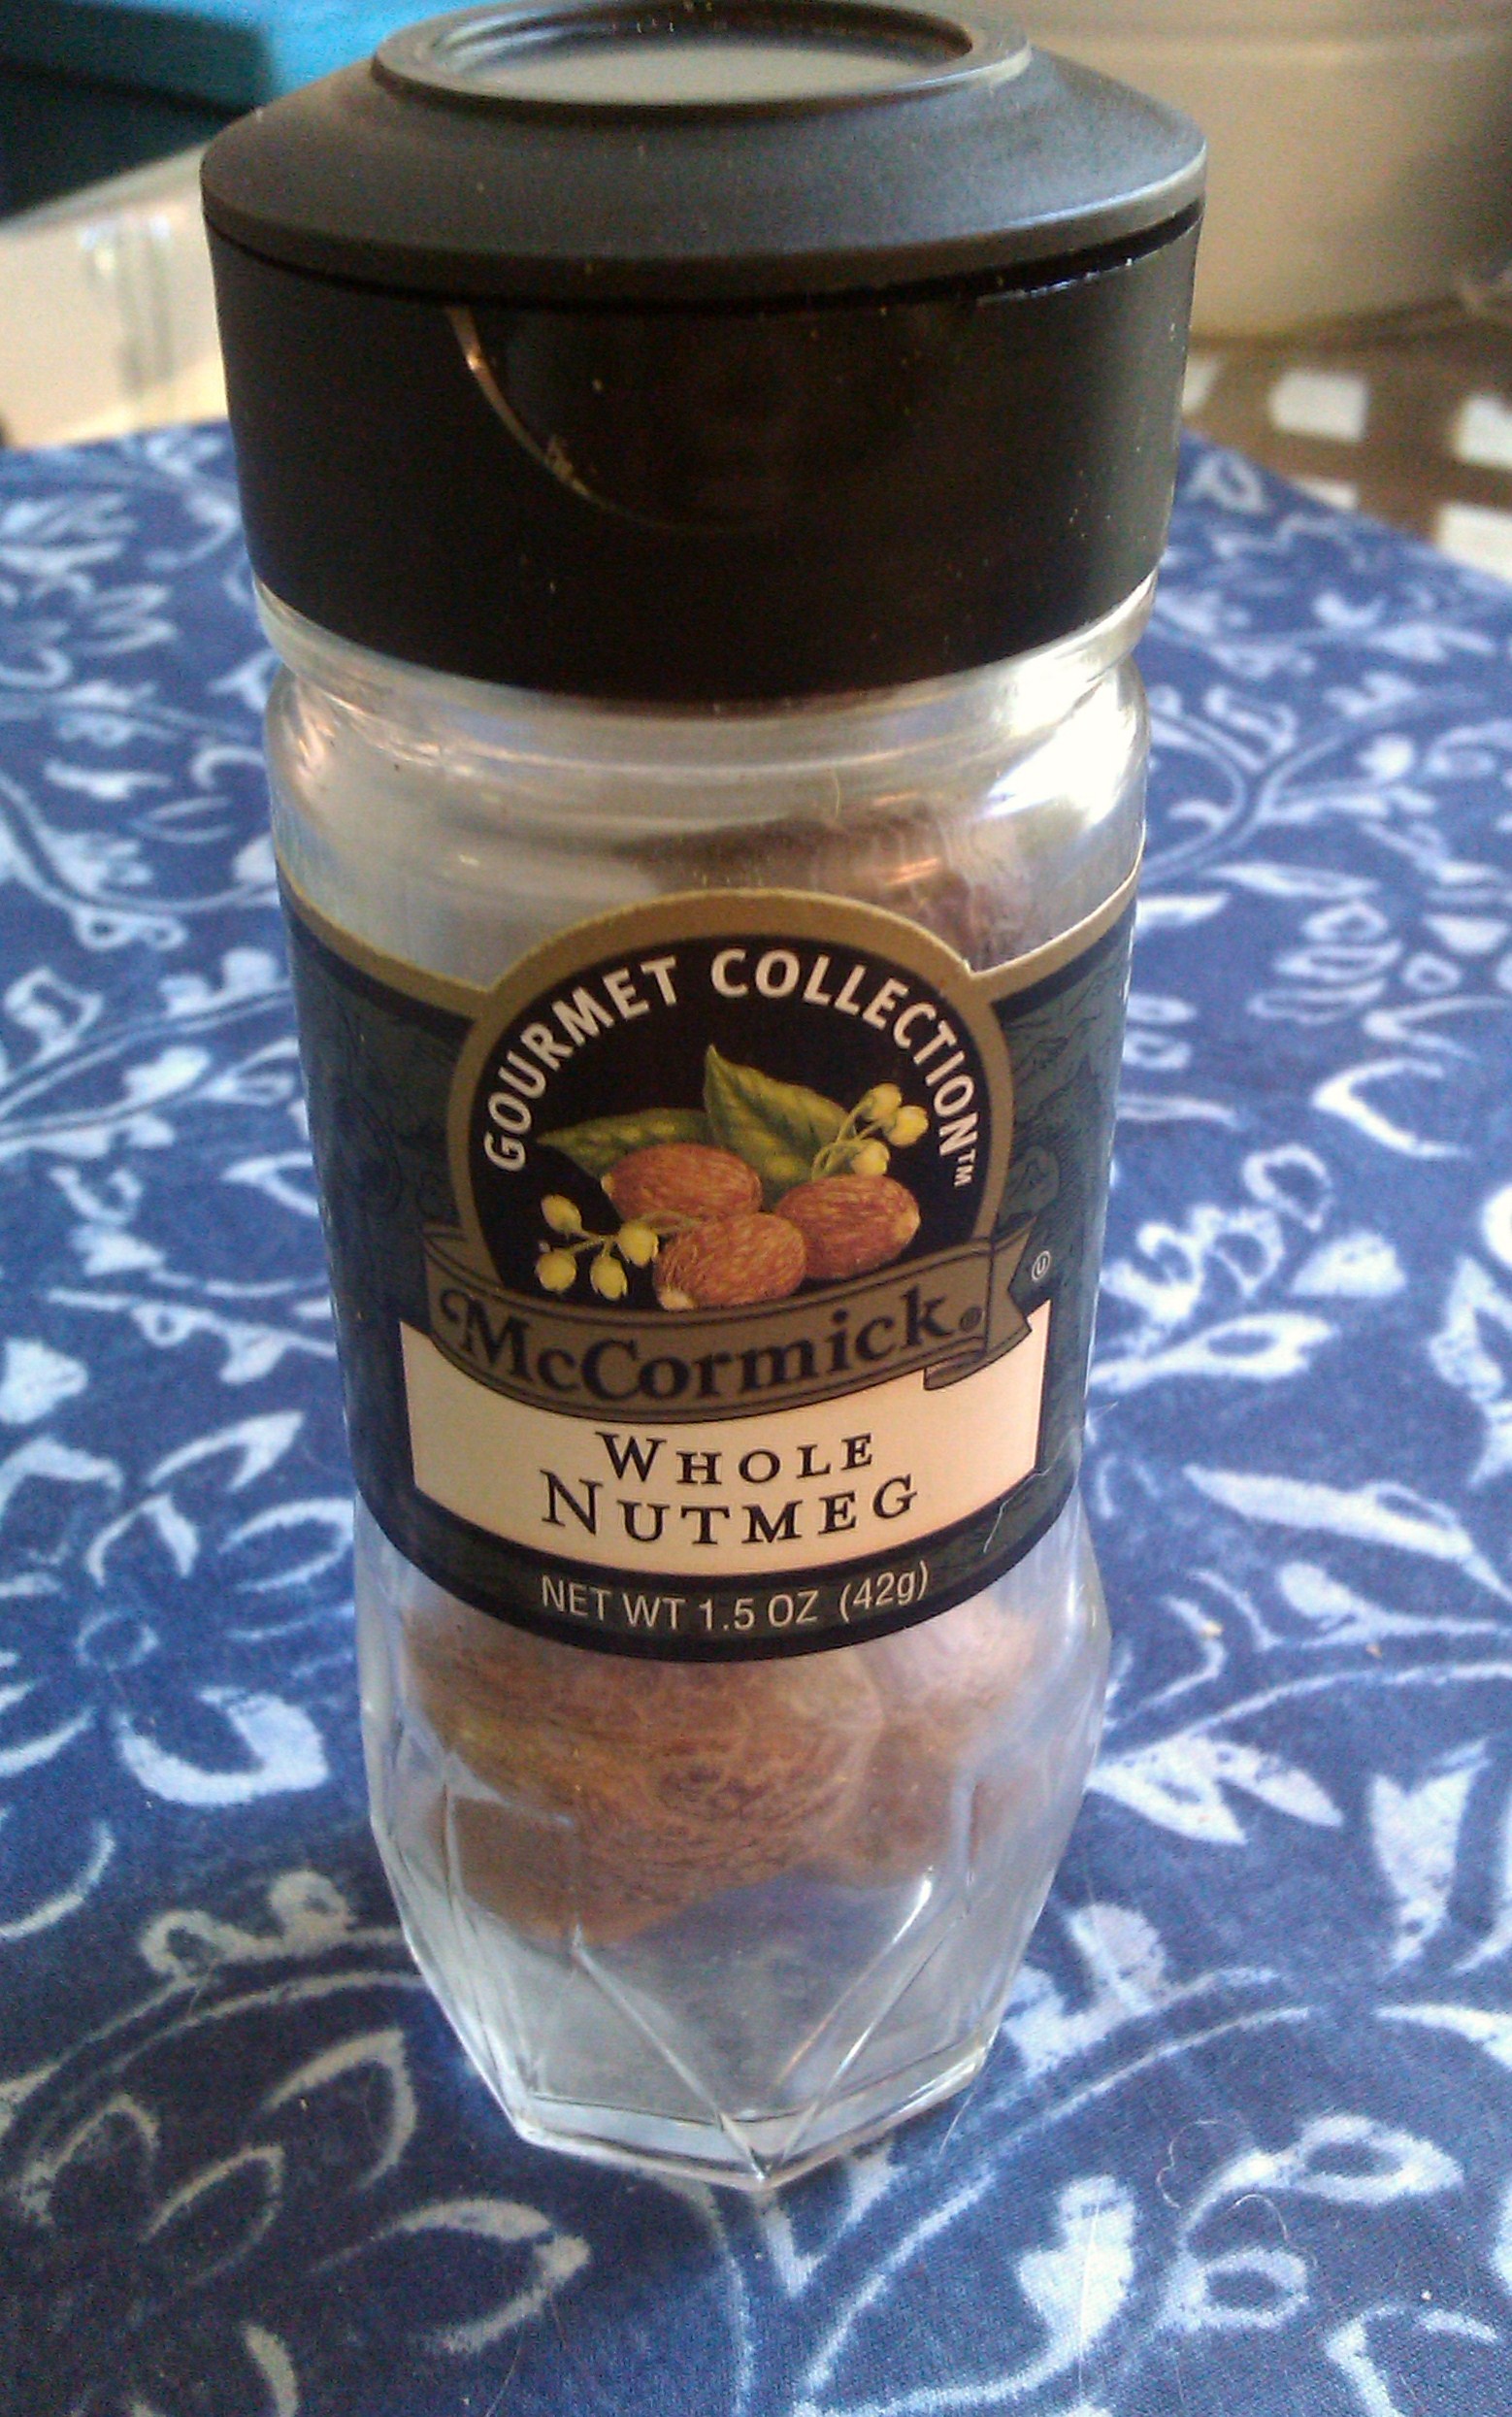 GOURMET COLLECTION™
McCormick®
Ⓤ
WHOLE
NUTMEG
NET WT 1.5 OZ (42g)